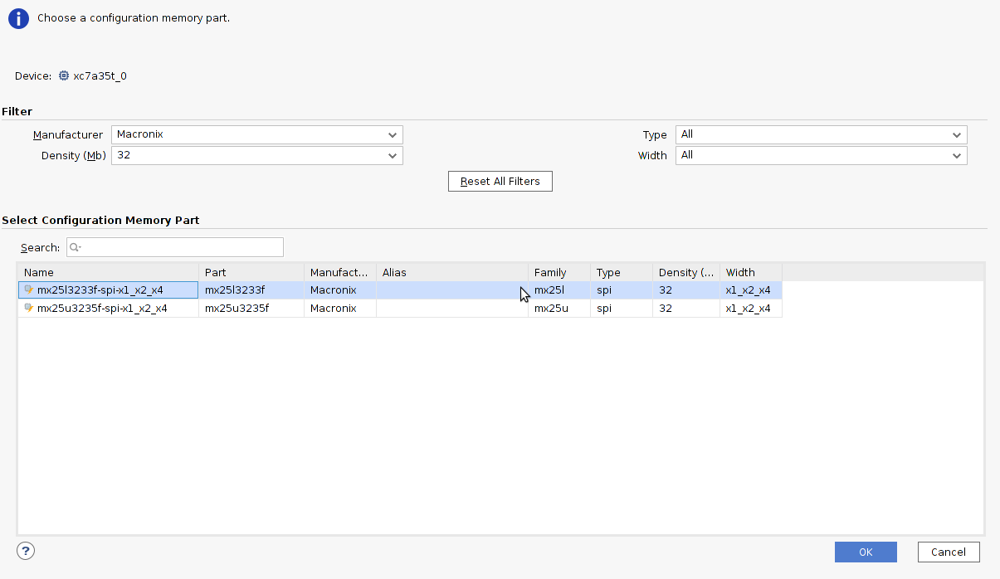 Choose a configuration memory part.
Device: xc7a35t_0
Filter
Manufacturer Macronix Type All
Density (Mb) 32 Width All
Reset All Filters
Select Configuration Memory Part
Search:
Name Part Manufact... Alias Family Type Density (... Width
mx25l3233f-spi-x1_x2_x4 mx25l3233f Macronix mx25l spi 32 x1_x2_x4
mx25u3235f-spi-x1_x2_x4 mx25u3235f Macronix mx25u spi 32 x1_x2_x4
? OK Cancel